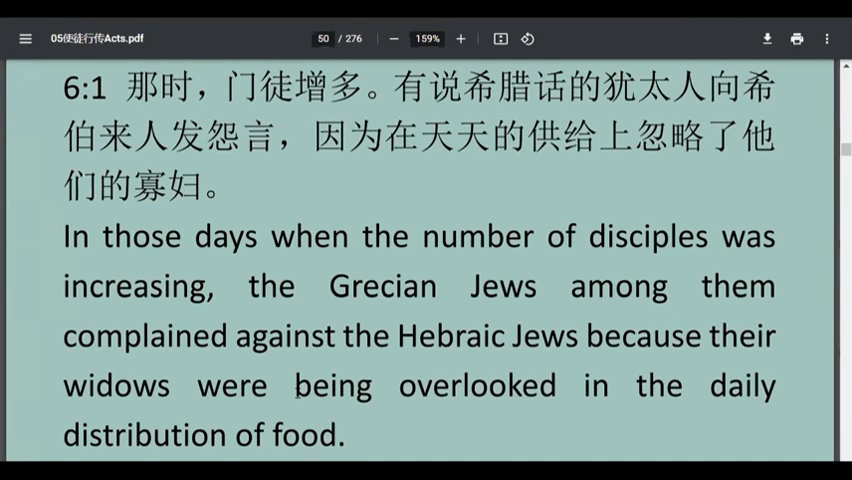 05使徒行传Acts.pdf 50 / 276 159%
6:1 那时，门徒增多。有说希腊话的犹太人向希
伯来人发怨言，因为在天天的供给上忽略了他
们的寡妇。
In those days when the number of disciples was
increasing, the Grecian Jews among them
complained against the Hebraic Jews because their
widows were being overlooked in the daily
distribution of food.